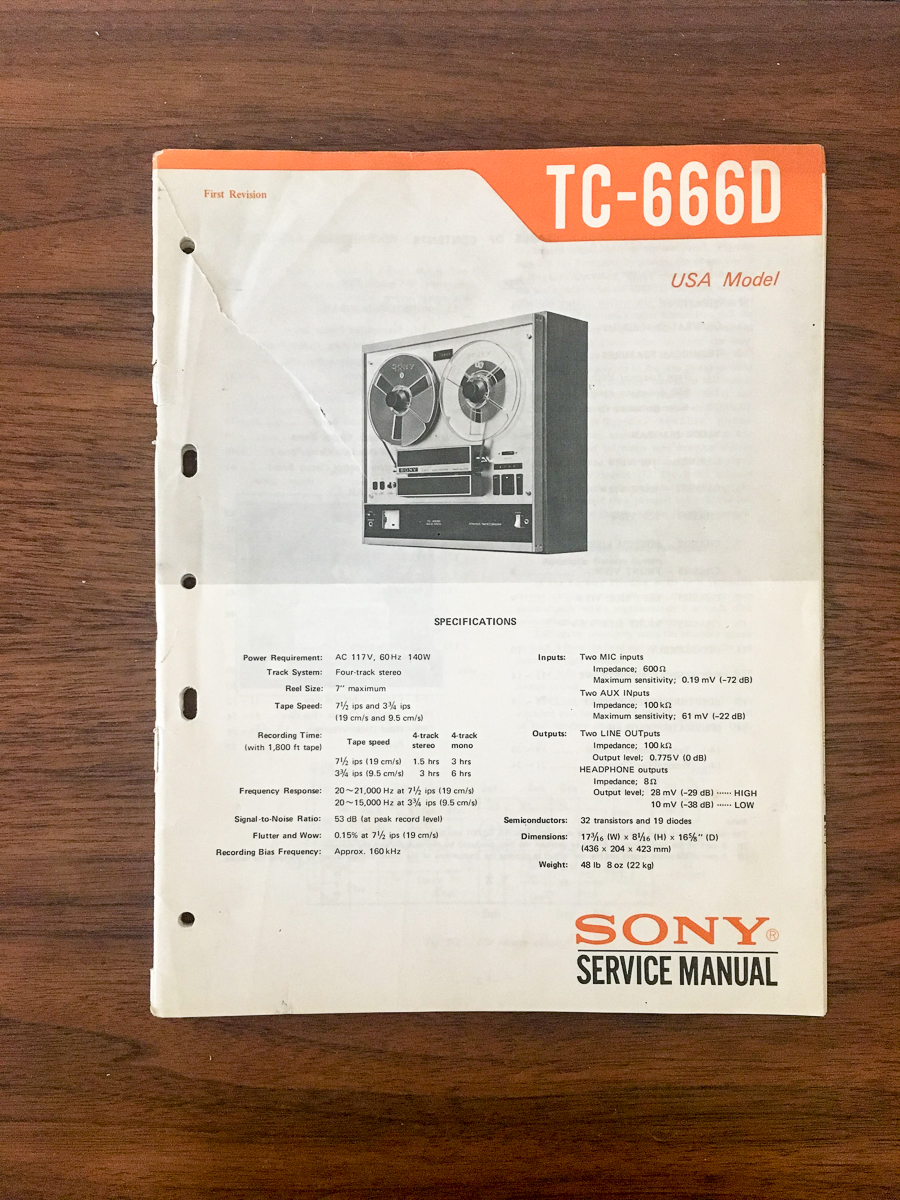 First Revision
TC-666D
USA Model
SONY
SONY
SPECIFICATIONS
Power Requirement: AC 117V, 60Hz 140W
Track System: Four-track stereo
Reel Size: 7" maximum
Tape Speed: 7½ ips and 3¾ ips
(19 cm/s and 9.5 cm/s)
Recording Time:
(with 1,800 ft tape)
Tape speed 4-track stereo 4-track mono
7½ ips (19 cm/s) 1.5 hrs 3 hrs
3¾ ips (9.5 cm/s) 3 hrs 6 hrs
Frequency Response: 20~21,000 Hz at 7½ ips (19 cm/s)
20~15,000 Hz at 3¾ ips (9.5 cm/s)
Signal-to-Noise Ratio: 53 dB (at peak record level)
Flutter and Wow: 0.15% at 7½ ips (19 cm/s)
Recording Bias Frequency: Approx. 160kHz
Inputs: Two MIC inputs
Impedance; 600Ω
Maximum sensitivity; 0.19 mV (−72 dB)
Two AUX INputs
Impedance; 100kΩ
Maximum sensitivity; 61 mV (−22 dB)
Outputs: Two LINE OUTputs
Impedance; 100kΩ
Output level; 0.775V (0 dB)
HEADPHONE outputs
Impedance; 8Ω
Output level; 28 mV (−29 dB) ······ HIGH
10 mV (−38 dB) ······ LOW
Semiconductors: 32 transistors and 19 diodes
Dimensions: 17³⁄₁₆ (W) x 8¹⁄₁₆ (H) x 16⅝" (D)
(436 × 204 × 423 mm)
Weight: 48 lb 8 oz (22 kg)
SONY®
SERVICE MANUAL